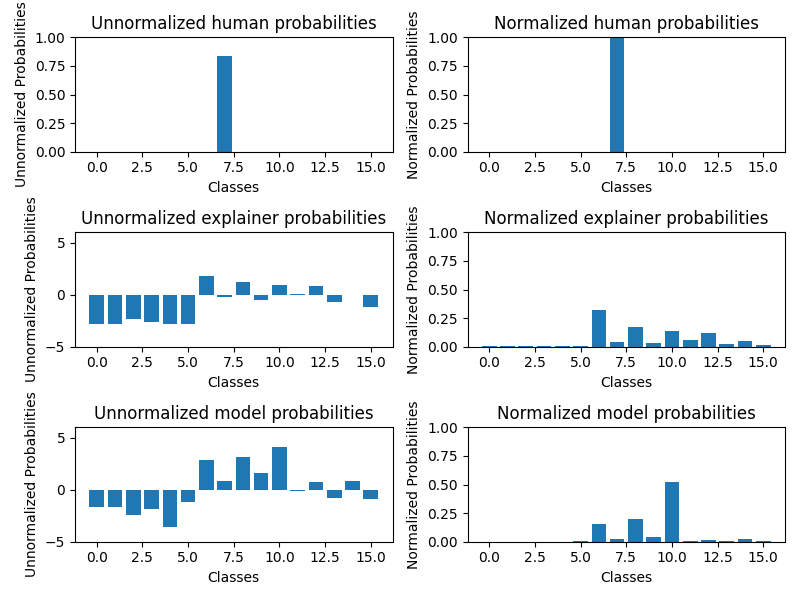 Unnormalized human probabilities
Unnormalized Probabilities
1.00
0.75
0.50
0.25
0.00
0.0 2.5 5.0 7.5 10.0 12.5 15.0
Classes
Normalized human probabilities
Normalized Probabilities
1.00
0.75
0.50
0.25
0.00
0.0 2.5 5.0 7.5 10.0 12.5 15.0
Classes
Unnormalized explainer probabilities
Unnormalized Probabilities
5
0
−5
0.0 2.5 5.0 7.5 10.0 12.5 15.0
Classes
Normalized explainer probabilities
Normalized Probabilities
1.00
0.75
0.50
0.25
0.00
0.0 2.5 5.0 7.5 10.0 12.5 15.0
Classes
Unnormalized model probabilities
Unnormalized Probabilities
5
0
−5
0.0 2.5 5.0 7.5 10.0 12.5 15.0
Classes
Normalized model probabilities
Normalized Probabilities
1.00
0.75
0.50
0.25
0.00
0.0 2.5 5.0 7.5 10.0 12.5 15.0
Classes